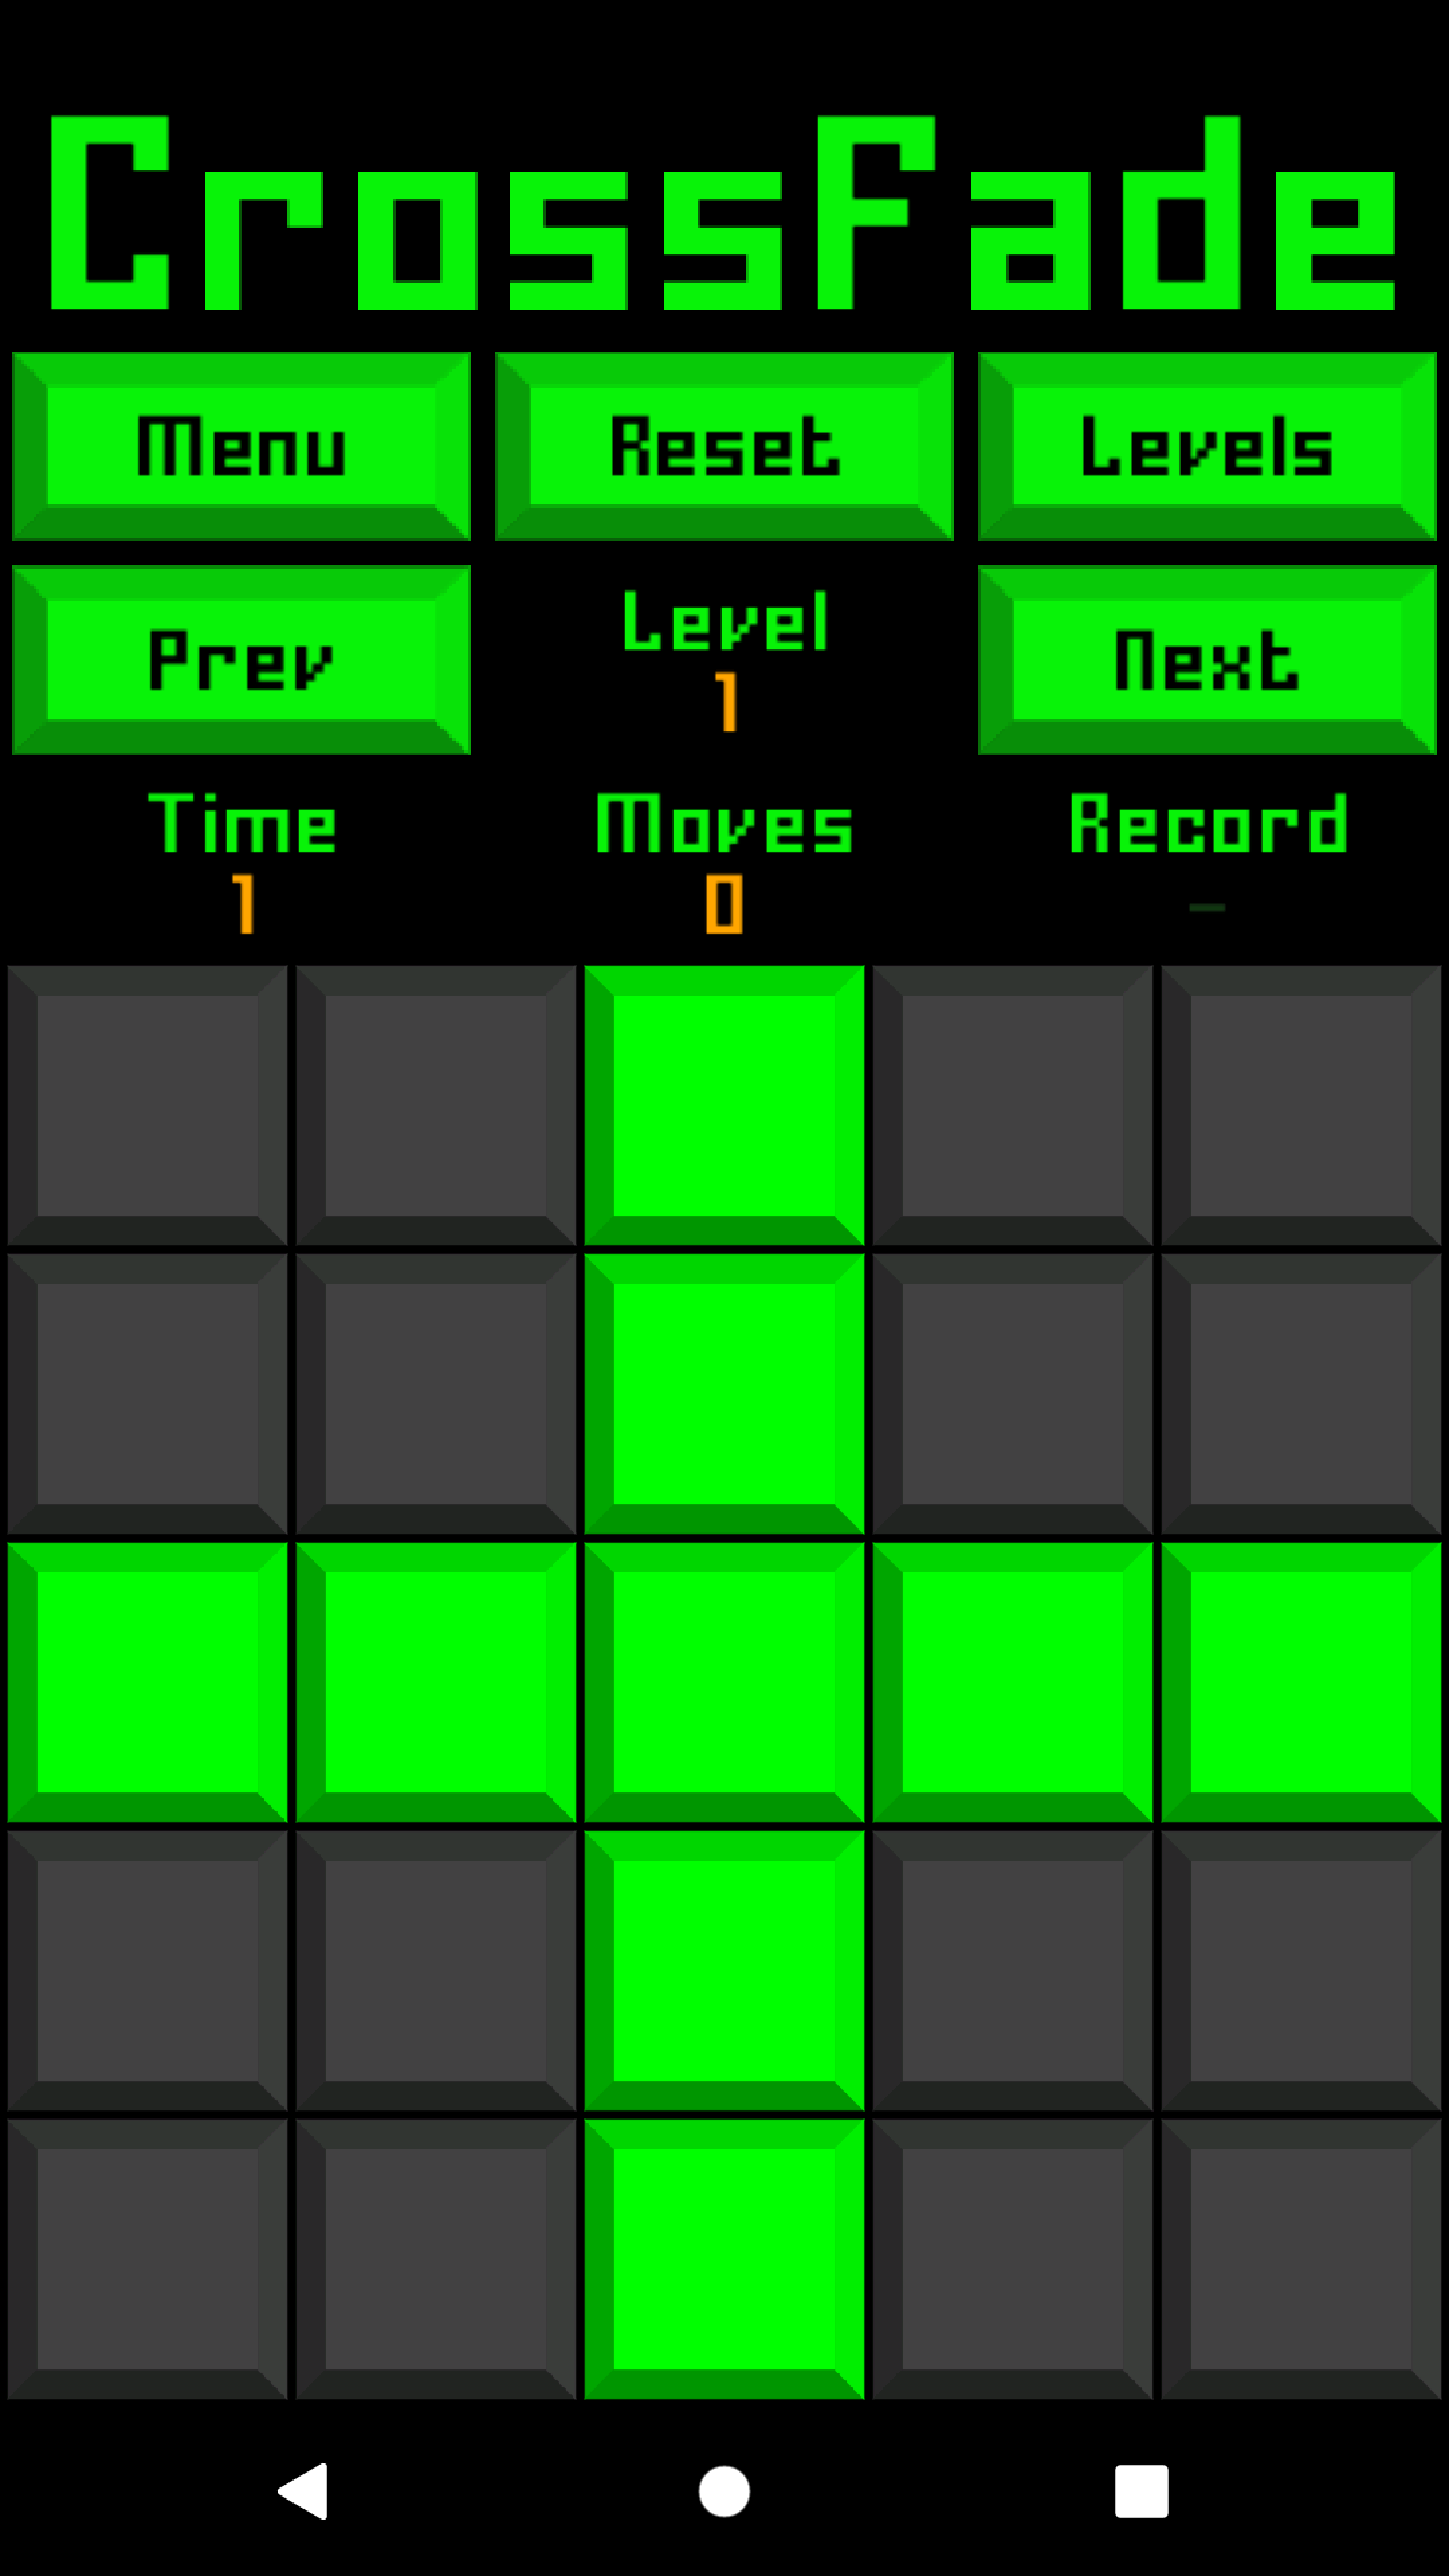 CrossFade
Menu Reset Levels
Prev Level Next
1
Time Moves Record
1 0 -